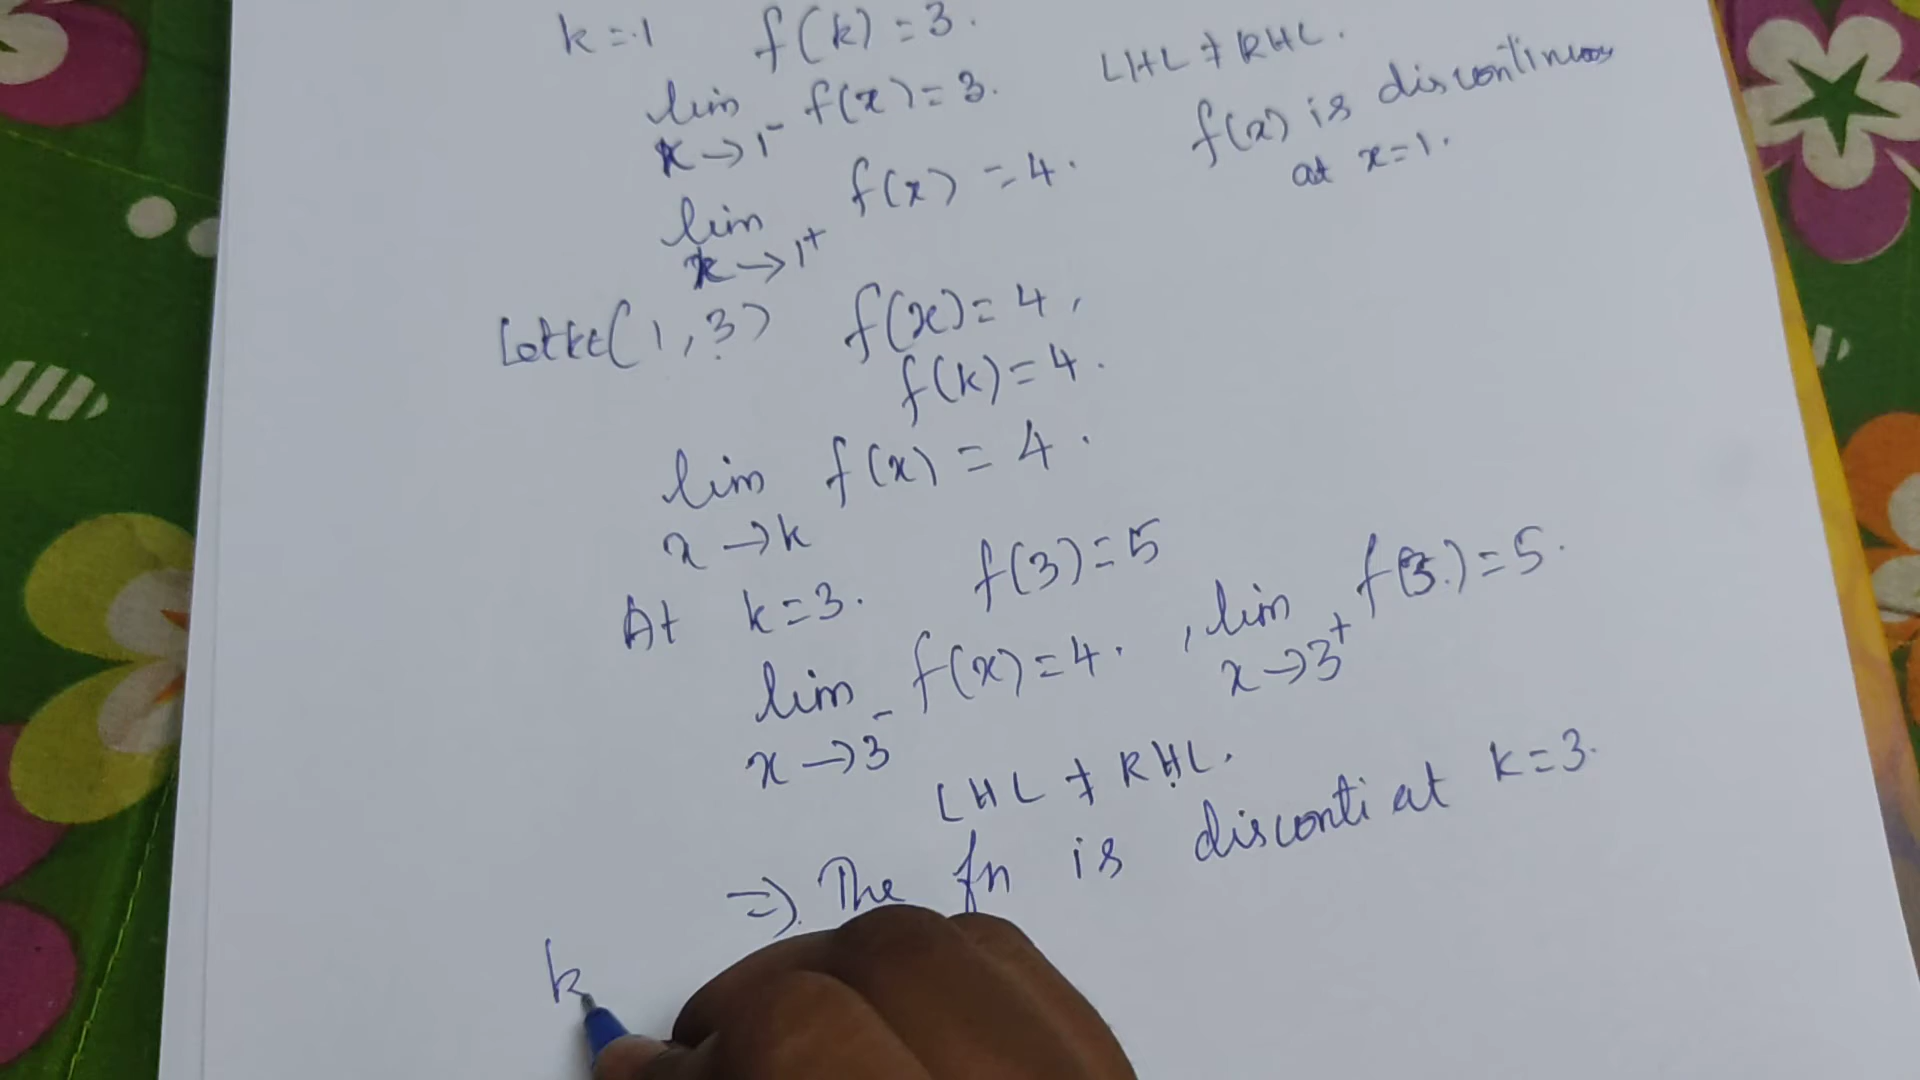 k=1 f(k)=3.
lim f(x)=3.
x→1⁻
LHL ≠ RHL.
f(x) is discontinuous
at x=1.
lim f(x)=4.
x→1⁺
k∈(1,3) f(x)=4,
f(k)=4.
lim f(x)=4.
x→k
At k=3. f(3)=5
lim f(x)=4. , lim f(3.)=5.
x→3⁻ x→3⁺
LHL ≠ RHL.
⇒). The fn is disconti at k=3.
k